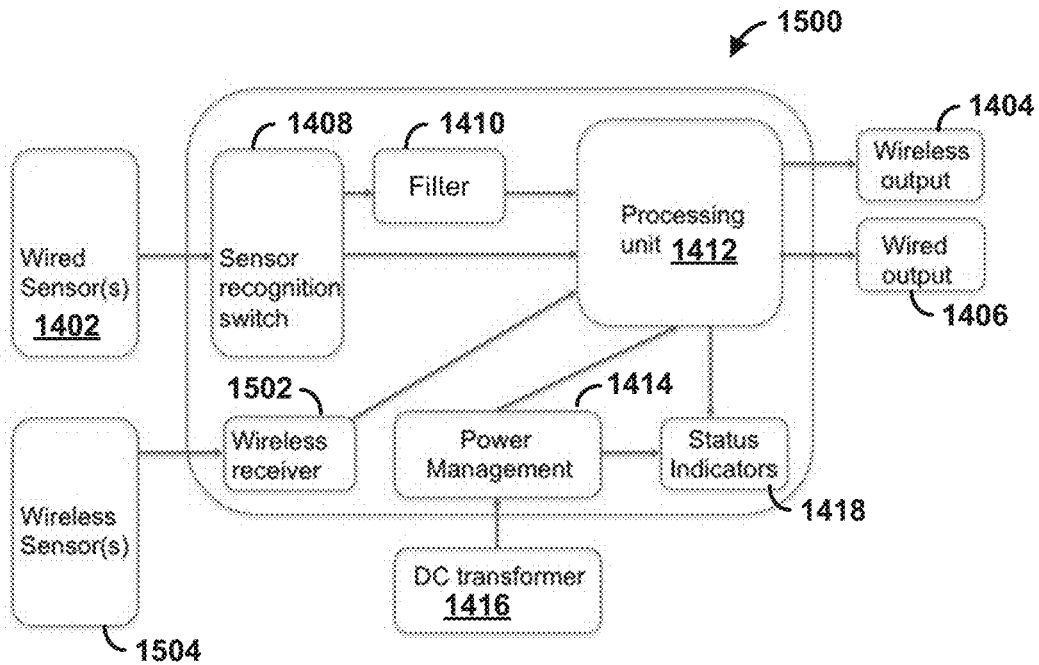 1500
1408
1410
1404
Wireless
output
Filter
Processing
unit 1412
Wired
Sensor(s)
1402
Sensor
recognition
switch
Wired
output
1406
1502
1414
Wireless
receiver
Power
Management
Status
Indicators
1418
Wireless
Sensor(s)
1504
DC transformer
1416